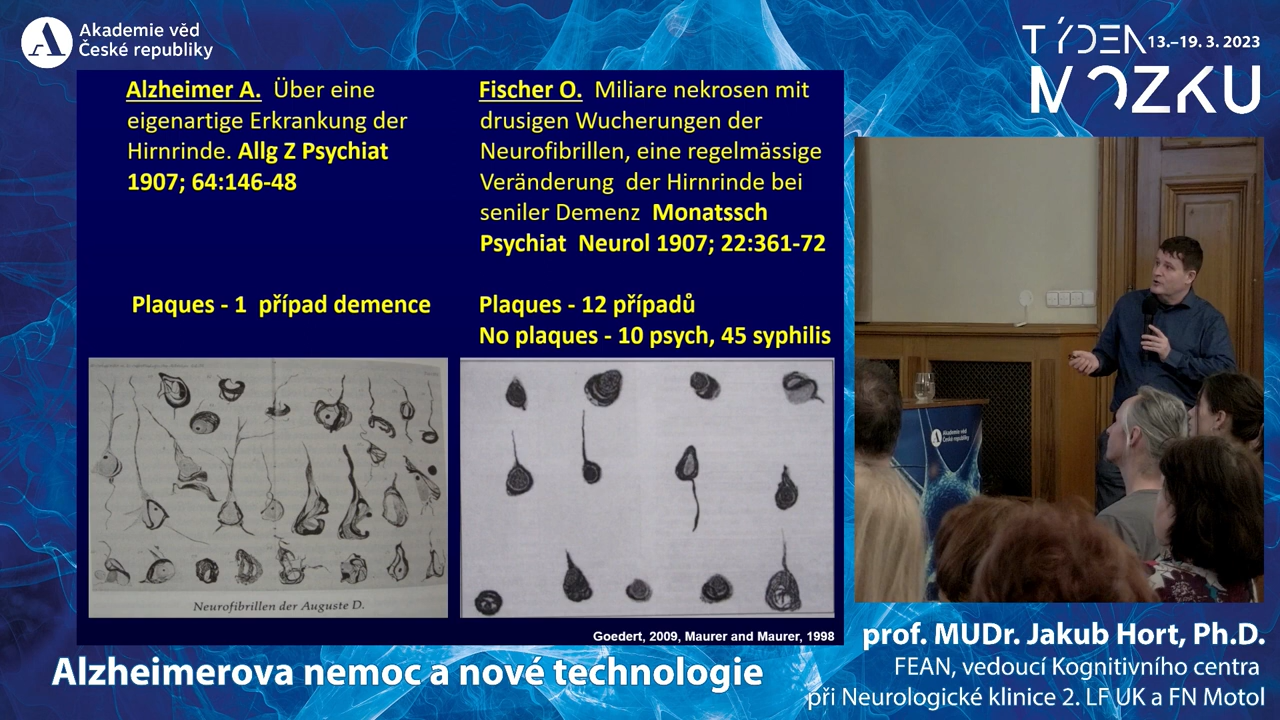 Akademie věd
České republiky
TÝDEN 13.–19. 3. 2023
MOZKU
Alzheimer A. Über eine
eigenartige Erkrankung der
Hirnrinde. Allg Z Psychiat
1907; 64:146-48
Plaques - 1 případ demence
Fischer O. Miliare nekrosen mit
drusigen Wucherungen der
Neurofibrillen, eine regelmässige
Veränderung der Hirnrinde bei
seniler Demenz Monatssch
Psychiat Neurol 1907; 22:361-72
Plaques - 12 případů
No plaques - 10 psych, 45 syphilis
Neurofibrillen der Auguste D.
Goedert, 2009, Maurer and Maurer, 1998
Akademie věd
České republiky
prof. MUDr. Jakub Hort, Ph.D.
FEAN, vedoucí Kognitivního centra
při Neurologické klinice 2. LF UK a FN Motol
Alzheimerova nemoc a nové technologie